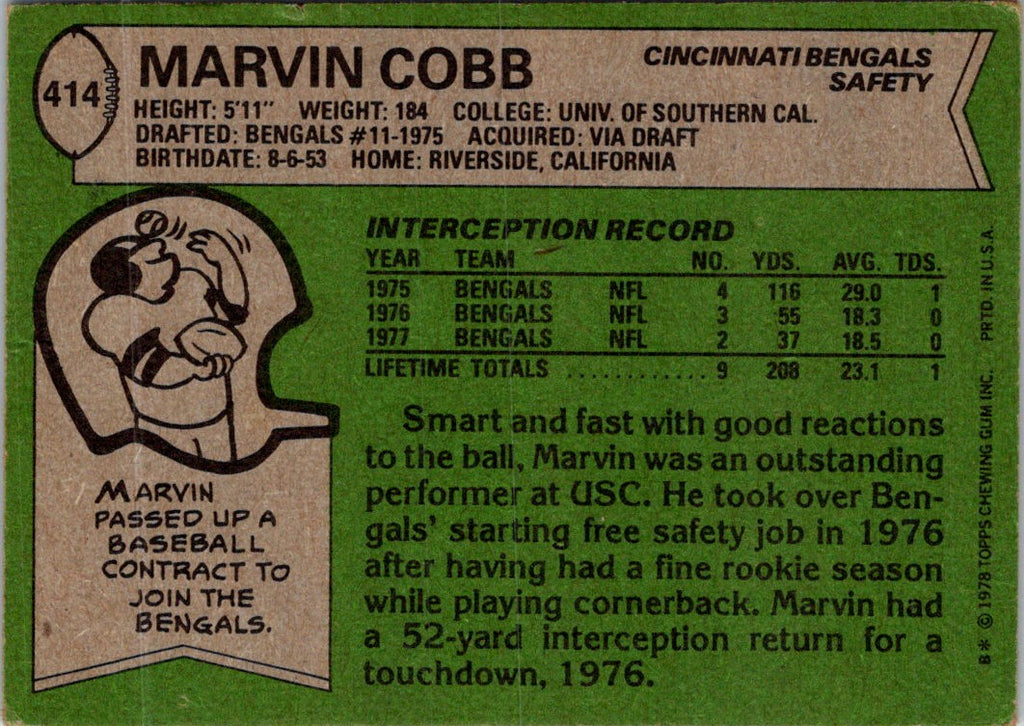 414
MARVIN COBB
CINCINNATI BENGALS
SAFETY
HEIGHT: 5'11" WEIGHT: 184 COLLEGE: UNIV. OF SOUTHERN CAL.
DRAFTED: BENGALS #11-1975 ACQUIRED: VIA DRAFT
BIRTHDATE: 8-6-53 HOME: RIVERSIDE, CALIFORNIA
INTERCEPTION RECORD
YEAR TEAM NO. YDS. AVG. TDS.
1975 BENGALS NFL 4 116 29.0 1
1976 BENGALS NFL 3 55 18.3 0
1977 BENGALS NFL 2 37 18.5 0
LIFETIME TOTALS ............ 9 208 23.1 1
Smart and fast with good reactions
to the ball, Marvin was an outstanding
performer at USC. He took over Ben-
gals' starting free safety job in 1976
after having had a fine rookie season
while playing cornerback. Marvin had
a 52-yard interception return for a
touchdown, 1976.
MARVIN
PASSED UP A
BASEBALL
CONTRACT TO
JOIN THE
BENGALS.
B* © 1978 TOPPS CHEWING GUM INC. PRTD. IN U.S.A.